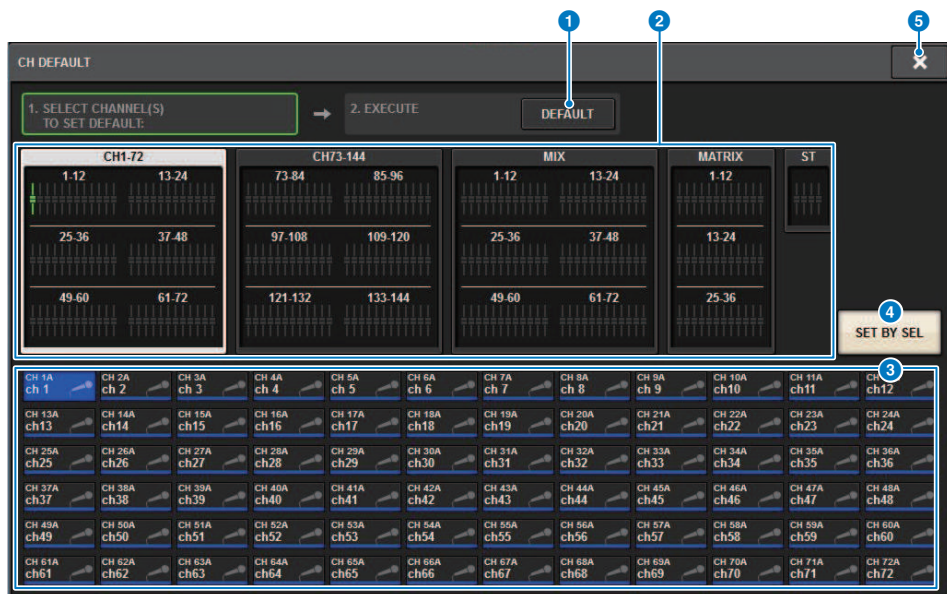 1 2 5
CH DEFAULT
1. SELECT CHANNEL(S)
TO SET DEFAULT:
→
2. EXECUTE
DEFAULT
CH1-72
1-12 13-24
25-36 37-48
49-60 61-72
CH73-144
73-84 85-96
97-108 109-120
121-132 133-144
MIX
1-12 13-24
25-36 37-48
49-60 61-72
MATRIX
1-12
13-24
25-36
ST
4
SET BY SEL
3
CH 1A CH 2A CH 3A CH 4A CH 5A CH 6A CH 7A CH 8A CH 9A CH 10A CH 11A CH
ch 1 ch 2 ch 3 ch 4 ch 5 ch 6 ch 7 ch 8 ch 9 ch10 ch11 ch12
CH 13A CH 14A CH 15A CH 16A CH 17A CH 18A CH 19A CH 20A CH 21A CH 22A CH 23A CH 24A
ch13 ch14 ch15 ch16 ch17 ch18 ch19 ch20 ch21 ch22 ch23 ch24
CH 25A CH 26A CH 27A CH 28A CH 29A CH 30A CH 31A CH 32A CH 33A CH 34A CH 35A CH 36A
ch25 ch26 ch27 ch28 ch29 ch30 ch31 ch32 ch33 ch34 ch35 ch36
CH 37A CH 38A CH 39A CH 40A CH 41A CH 42A CH 43A CH 44A CH 45A CH 46A CH 47A CH 48A
ch37 ch38 ch39 ch40 ch41 ch42 ch43 ch44 ch45 ch46 ch47 ch48
CH 49A CH 50A CH 51A CH 52A CH 53A CH 54A CH 55A CH 56A CH 57A CH 58A CH 59A CH 60A
ch49 ch50 ch51 ch52 ch53 ch54 ch55 ch56 ch57 ch58 ch59 ch60
CH 61A CH 62A CH 63A CH 64A CH 65A CH 66A CH 67A CH 68A CH 69A CH 70A CH 71A CH 72A
ch61 ch62 ch63 ch64 ch65 ch66 ch67 ch68 ch69 ch70 ch71 ch72